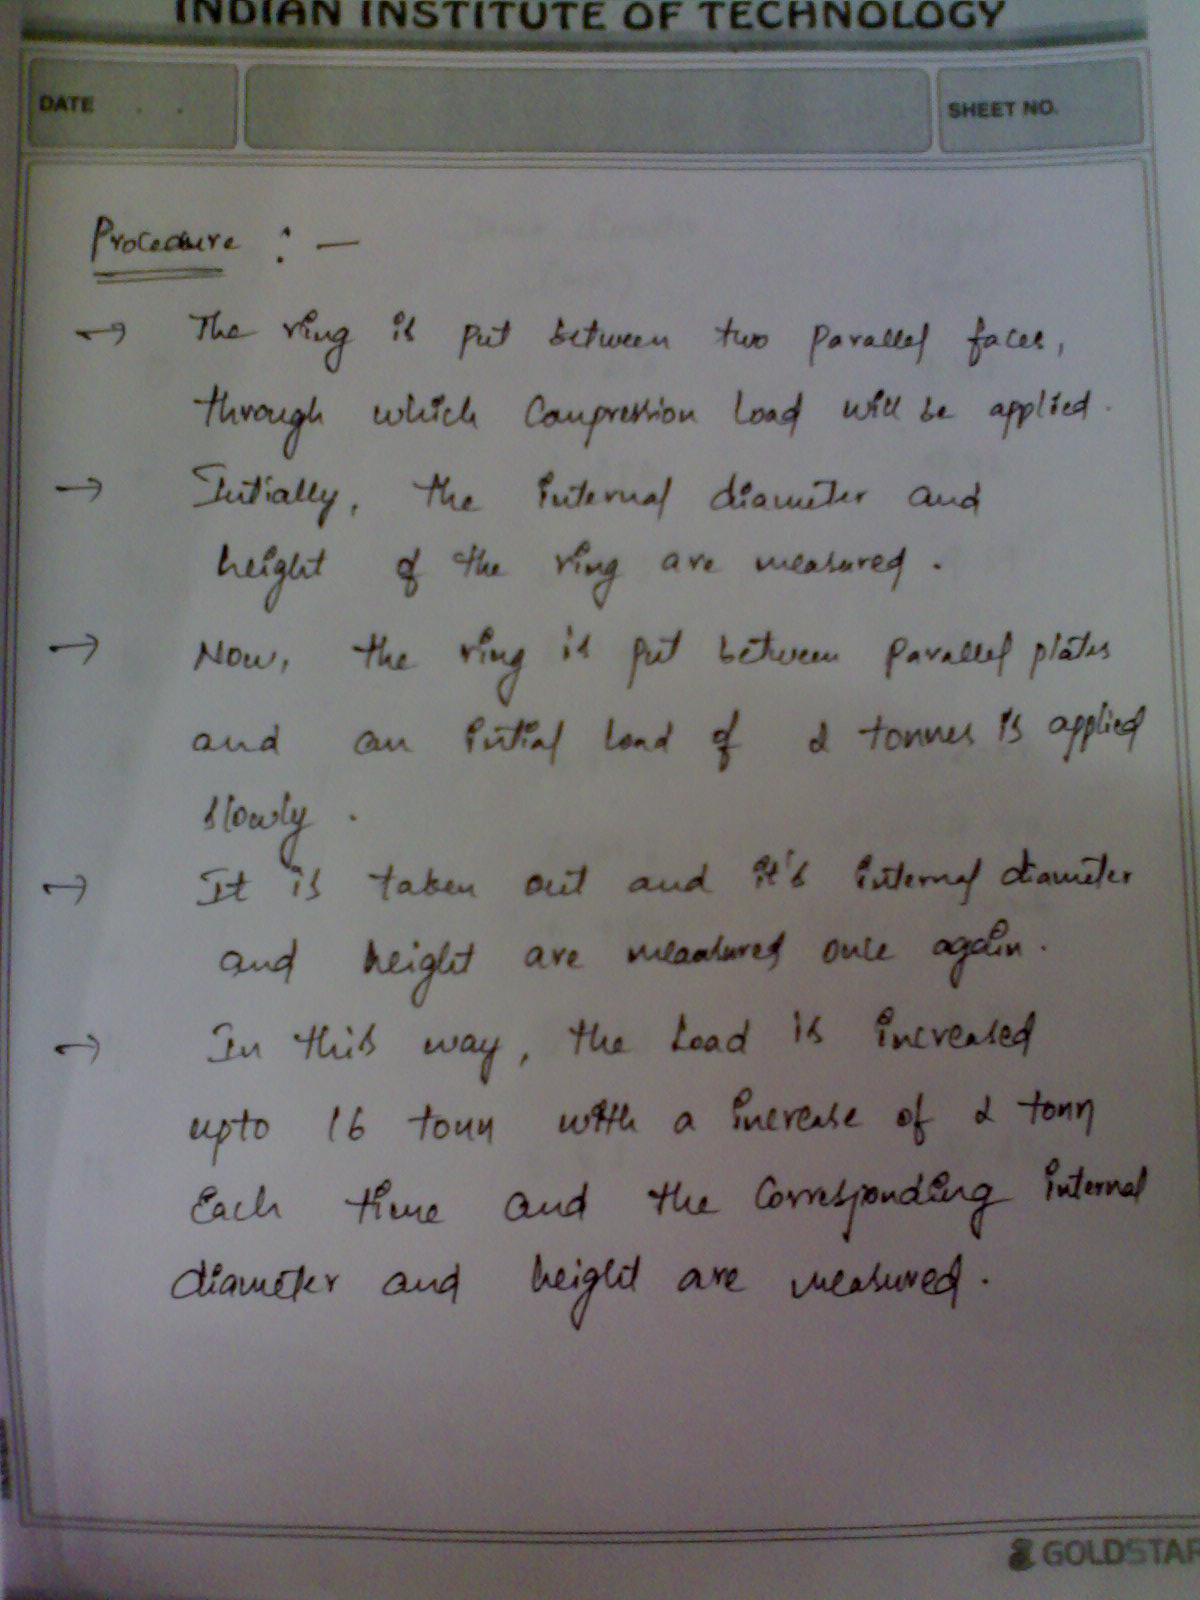 INDIAN INSTITUTE OF TECHNOLOGY
DATE
SHEET NO.
Procedure : —
→ The ring is put between two parallel faces,
through which Compression Load will be applied.
→ Initially, the internal diameter and
height of the ring are measured.
→ Now, the ring is put between parallel plates
and an initial load of 2 tonnes is applied
slowly.
→ It is taken out and it's internal diameter
and height are measured once again.
→ In this way, the Load is increased
upto 16 tonn with a increase of 2 tonn
Each time and the Corresponding internal
diameter and height are measured.
GOLDSTAR